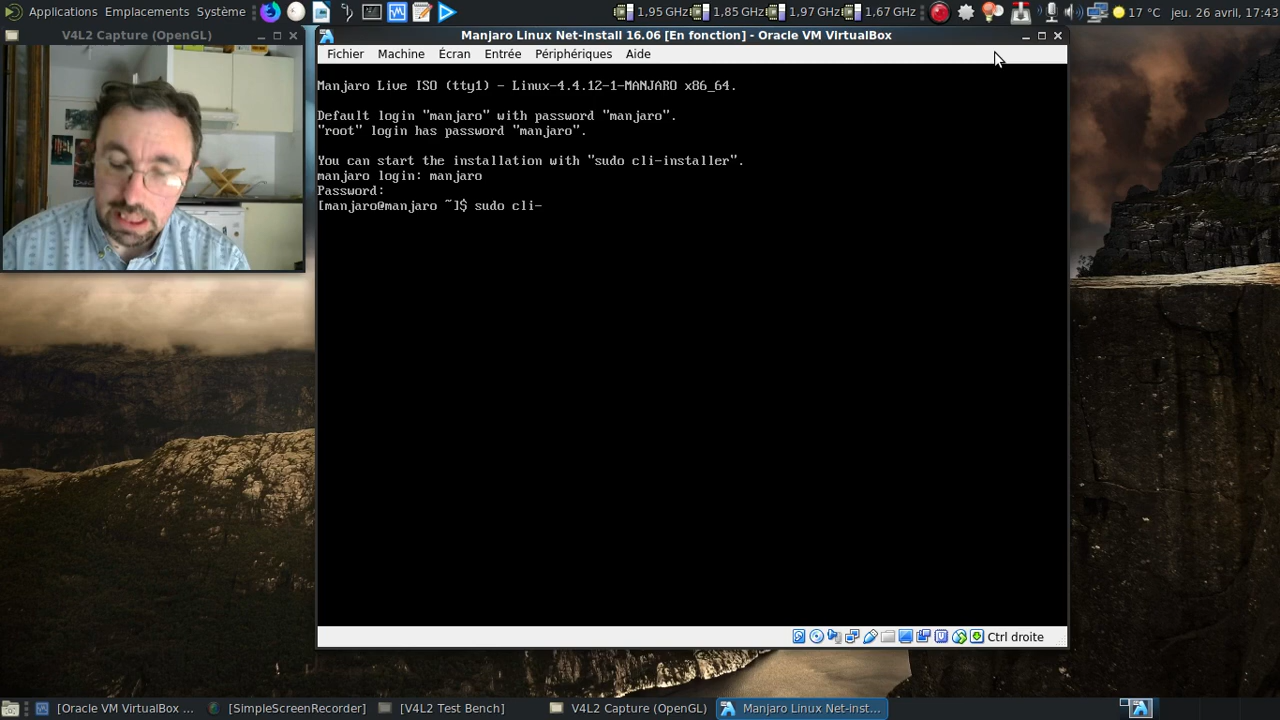 Applications Emplacements Système
1,95 GHz 1,85 GHz 1,97 GHz 1,67 GHz 17 °C jeu. 26 avril, 17:43
V4L2 Capture (OpenGL)
Manjaro Linux Net-install 16.06 [En fonction] - Oracle VM VirtualBox
Fichier Machine Écran Entrée Périphériques Aide
Manjaro Live ISO (tty1) - Linux-4.4.12-1-MANJARO x86_64.
Default login "manjaro" with password "manjaro".
"root" login has password "manjaro".
You can start the installation with "sudo cli-installer".
manjaro login: manjaro
Password:
[manjaro@manjaro ~]$ sudo cli-
Ctrl droite
[Oracle VM VirtualBox ... [SimpleScreenRecorder] [V4L2 Test Bench] V4L2 Capture (OpenGL) Manjaro Linux Net-inst...